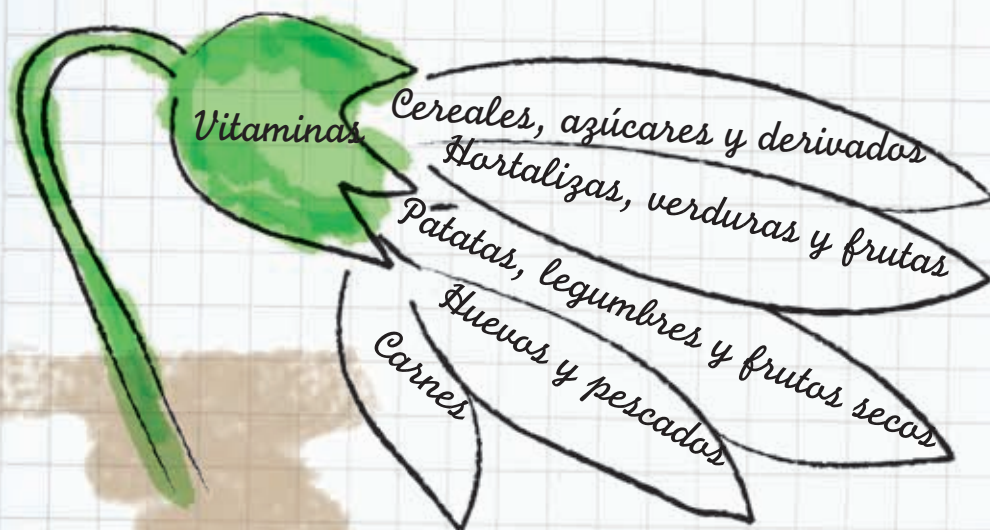 Vitaminas
Cereales, azúcares y derivados
Hortalizas, verduras y frutas
Patatas, legumbres y frutos secos
Huevos y pescados
Carnes